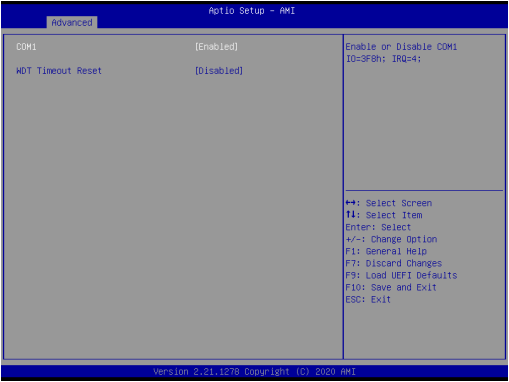 Aptio Setup – AMI
Advanced
COM1 [Enabled]
WDT Timeout Reset [Disabled]
Enable or Disable COM1
IO=3F8h; IRQ=4;
↔: Select Screen
↑↓: Select Item
Enter: Select
+/-: Change Option
F1: General Help
F7: Discard Changes
F9: Load UEFI Defaults
F10: Save and Exit
ESC: Exit
Version 2.21.1278 Copyright (C) 2020 AMI